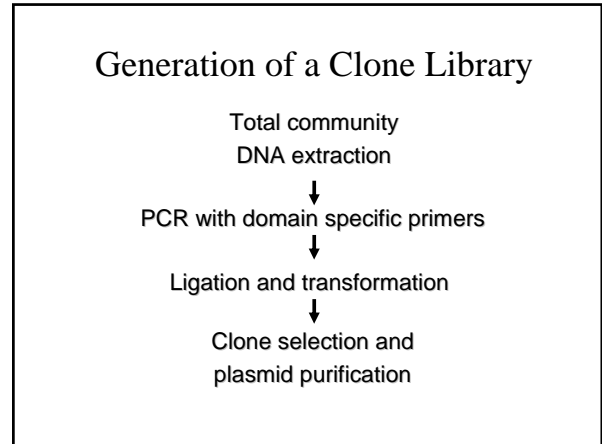 Generation of a Clone Library
Total community
DNA extraction
PCR with domain specific primers
Ligation and transformation
Clone selection and
plasmid purification